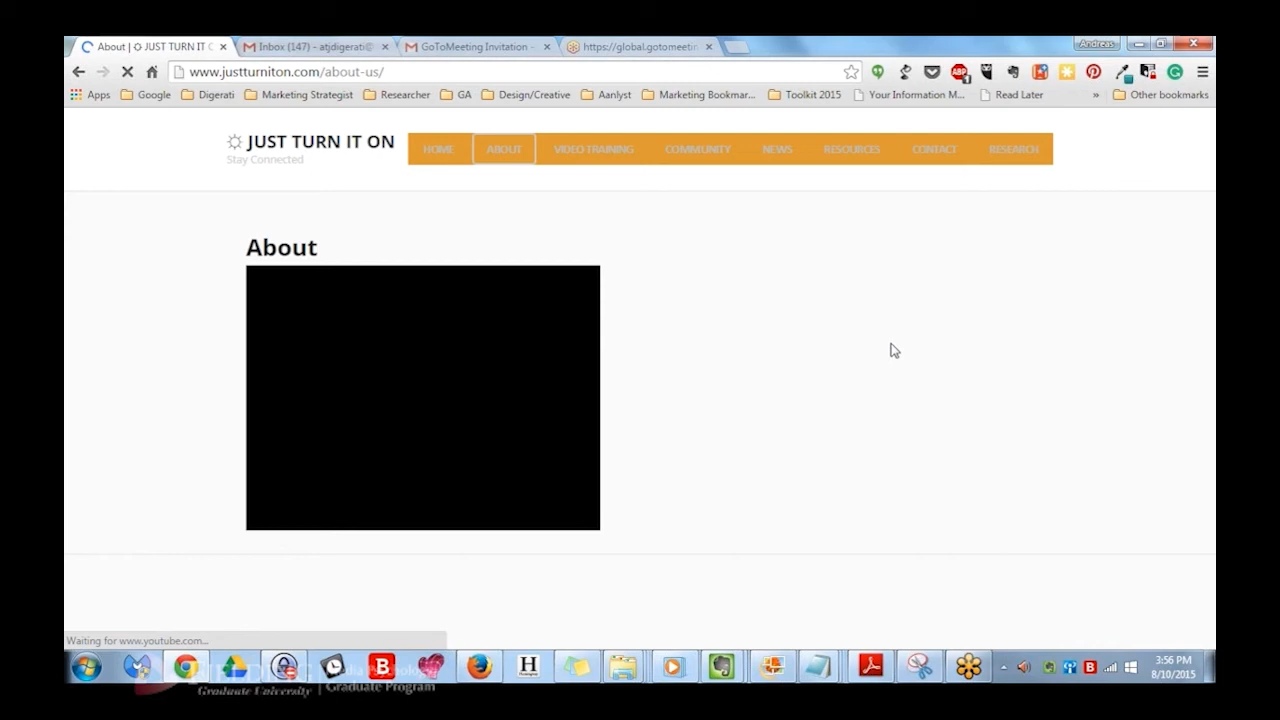 About | ☼ JUST TURN IT O
Inbox (147) - atjdigerati@
GoToMeeting Invitation -
https://global.gotomeetin
Andreas
www.justturniton.com/about-us/
Apps
Google
Digerati
Marketing Strategist
Researcher
GA
Design/Creative
Aanlyst
Marketing Bookmar...
Toolkit 2015
Your Information M...
Read Later
»
Other bookmarks
☼ JUST TURN IT ON
Stay Connected
HOME
ABOUT
VIDEO TRAINING
COMMUNITY
NEWS
RESOURCES
CONTACT
RESEARCH
About
Waiting for www.youtube.com...
3:56 PM
8/10/2015
Graduate University | Graduate Program